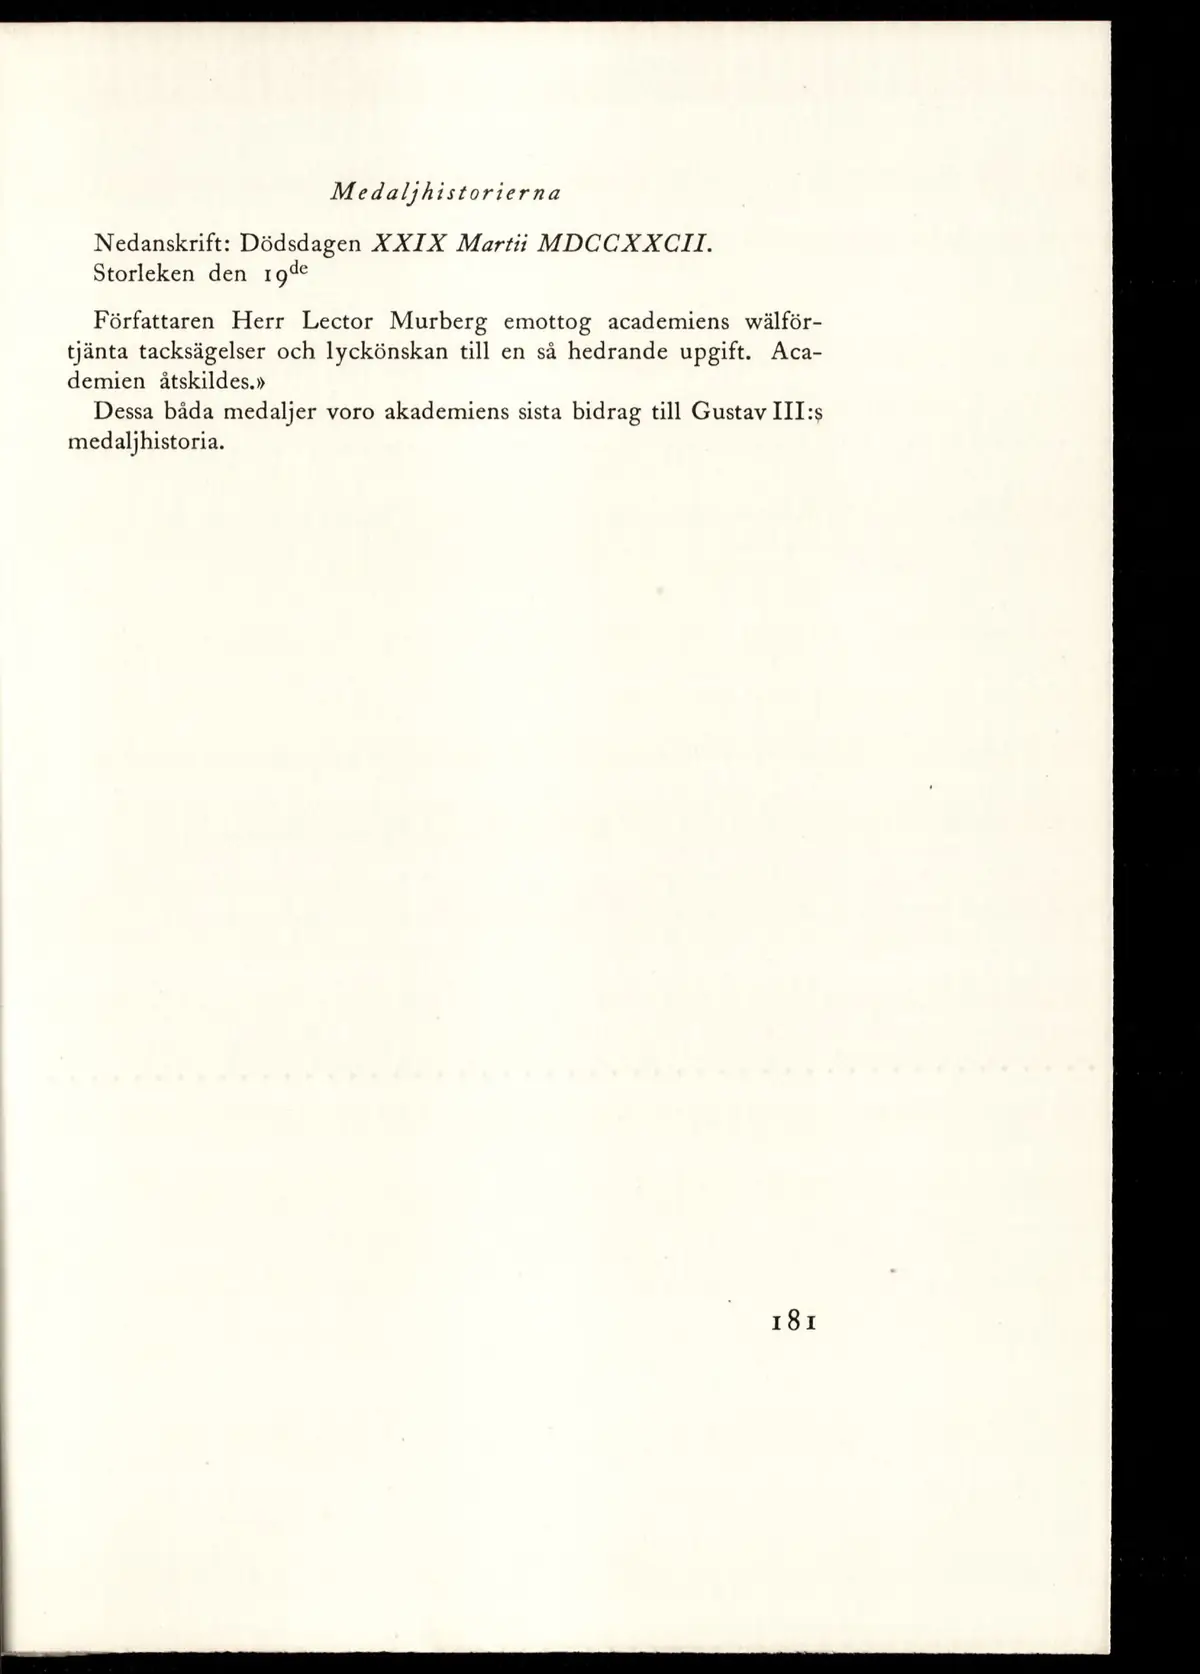 Medaljhistorierna
Nedanskrift: Dödsdagen XXIX Martii MDCCXXCII.
Storleken den 19de
Författaren Herr Lector Murberg emottog academiens wälför-
tjänta tacksägelser och lyckönskan till en så hedrande upgift. Aca-
demien åtskildes.»
Dessa båda medaljer voro akademiens sista bidrag till Gustav III:s
medaljhistoria.
181